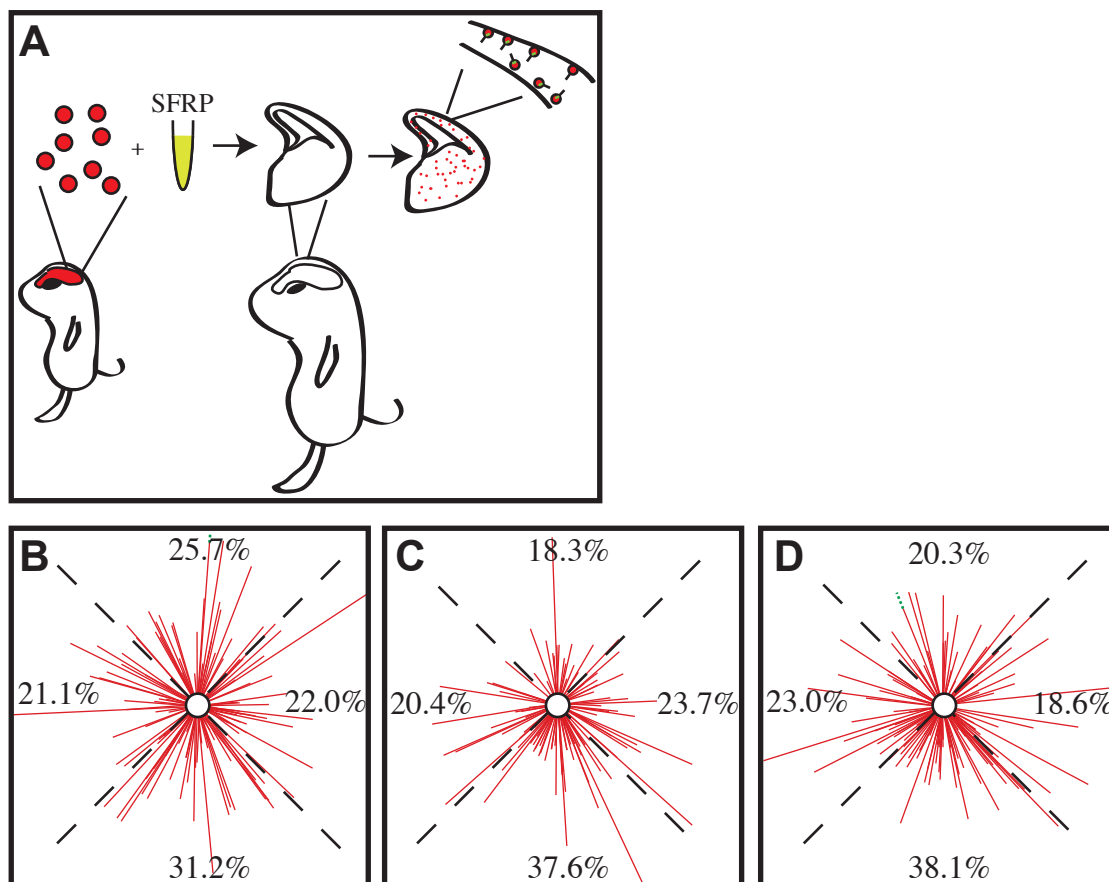 A
SFRP
+
B
25.7%
21.1%
22.0%
31.2%
C
18.3%
20.4%
23.7%
37.6%
D
20.3%
23.0%
18.6%
38.1%